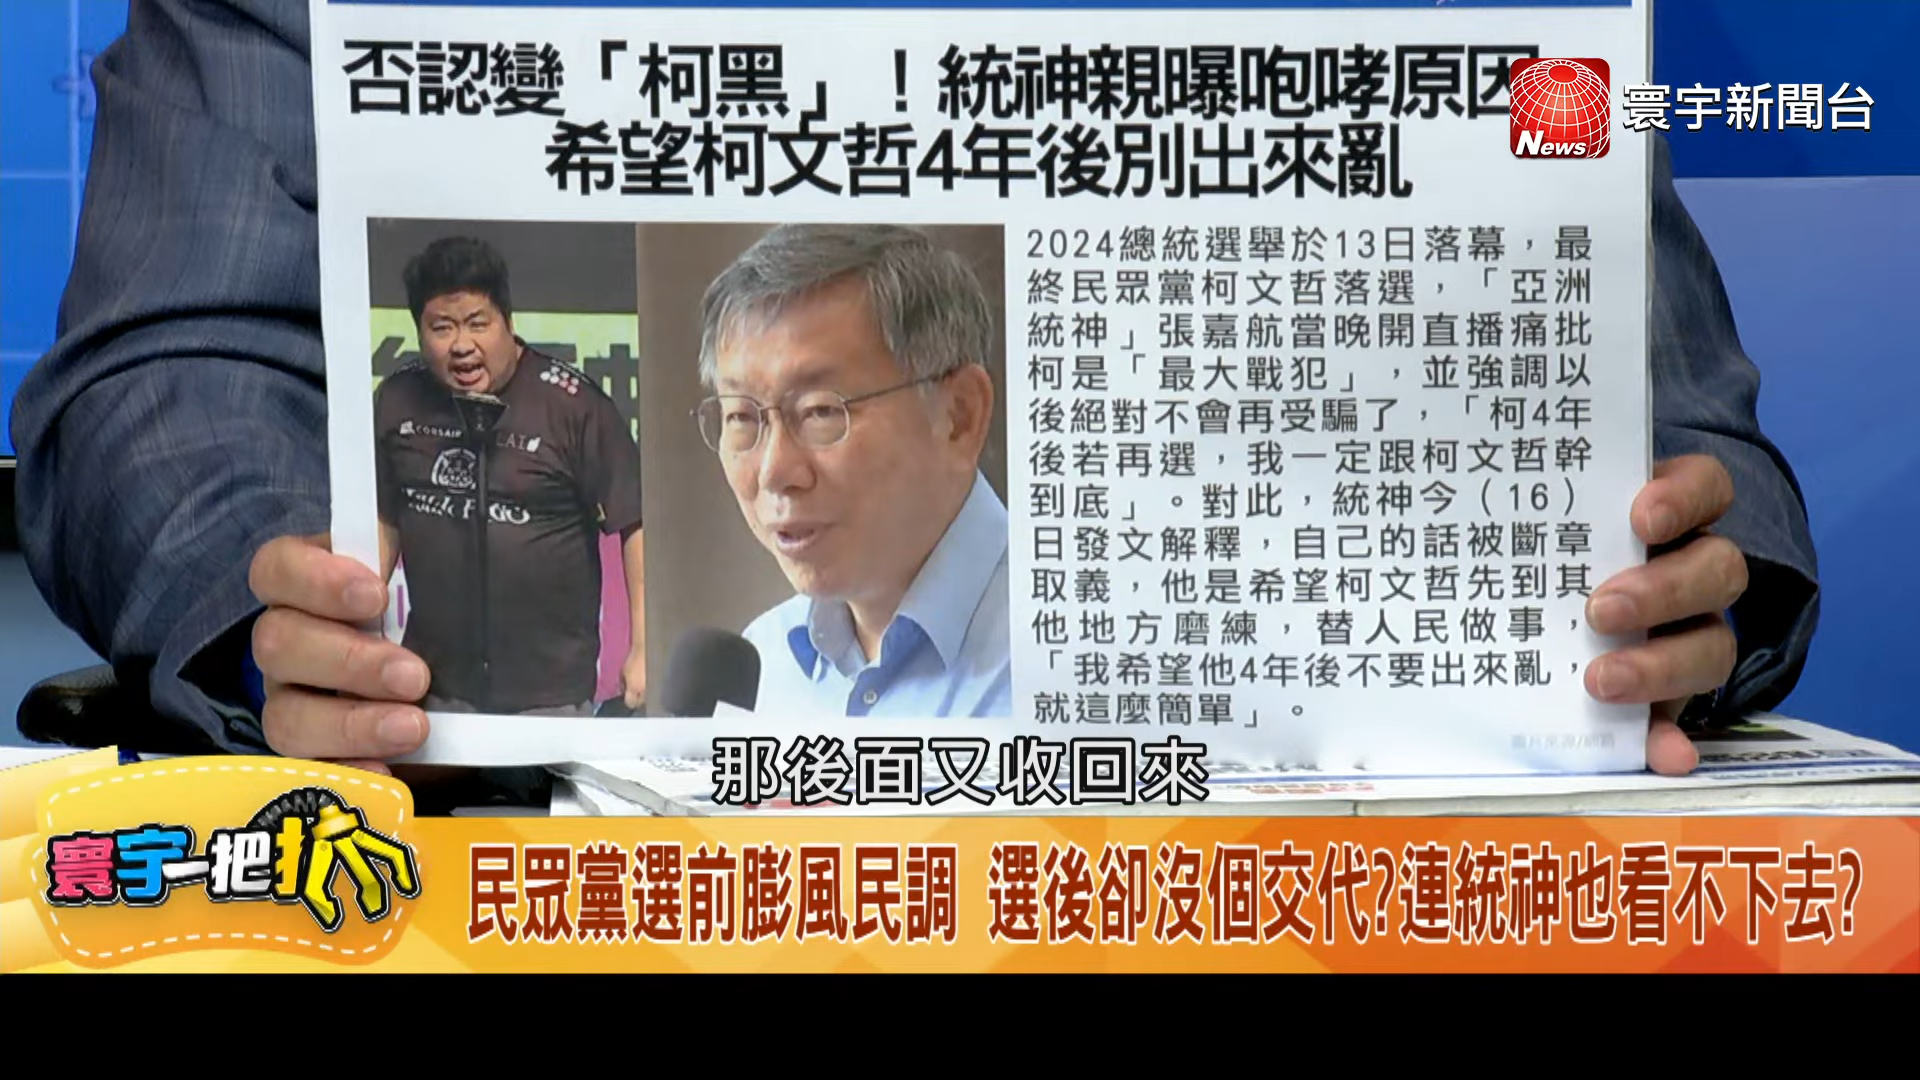 否認變「柯黑」！統神親曝咆哮原因
希望柯文哲4年後別出來亂
News
寰宇新聞台
2024總統選舉於13日落幕，最
終民眾黨柯文哲落選，「亞洲
統神」張嘉航當晚開直播痛批
柯是「最大戰犯」，並強調以
後絕對不會再受騙了，「柯4年
後若再選，我一定跟柯文哲幹
到底」。對此，統神今（16）
日發文解釋，自己的話被斷章
取義，他是希望柯文哲先到其
他地方磨練，替人民做事，
「我希望他4年後不要出來亂，
就這麼簡單」。
CORSAIR
那後面又收回來
寰宇一把抓
民眾黨選前膨風民調 選後卻沒個交代?連統神也看不下去?